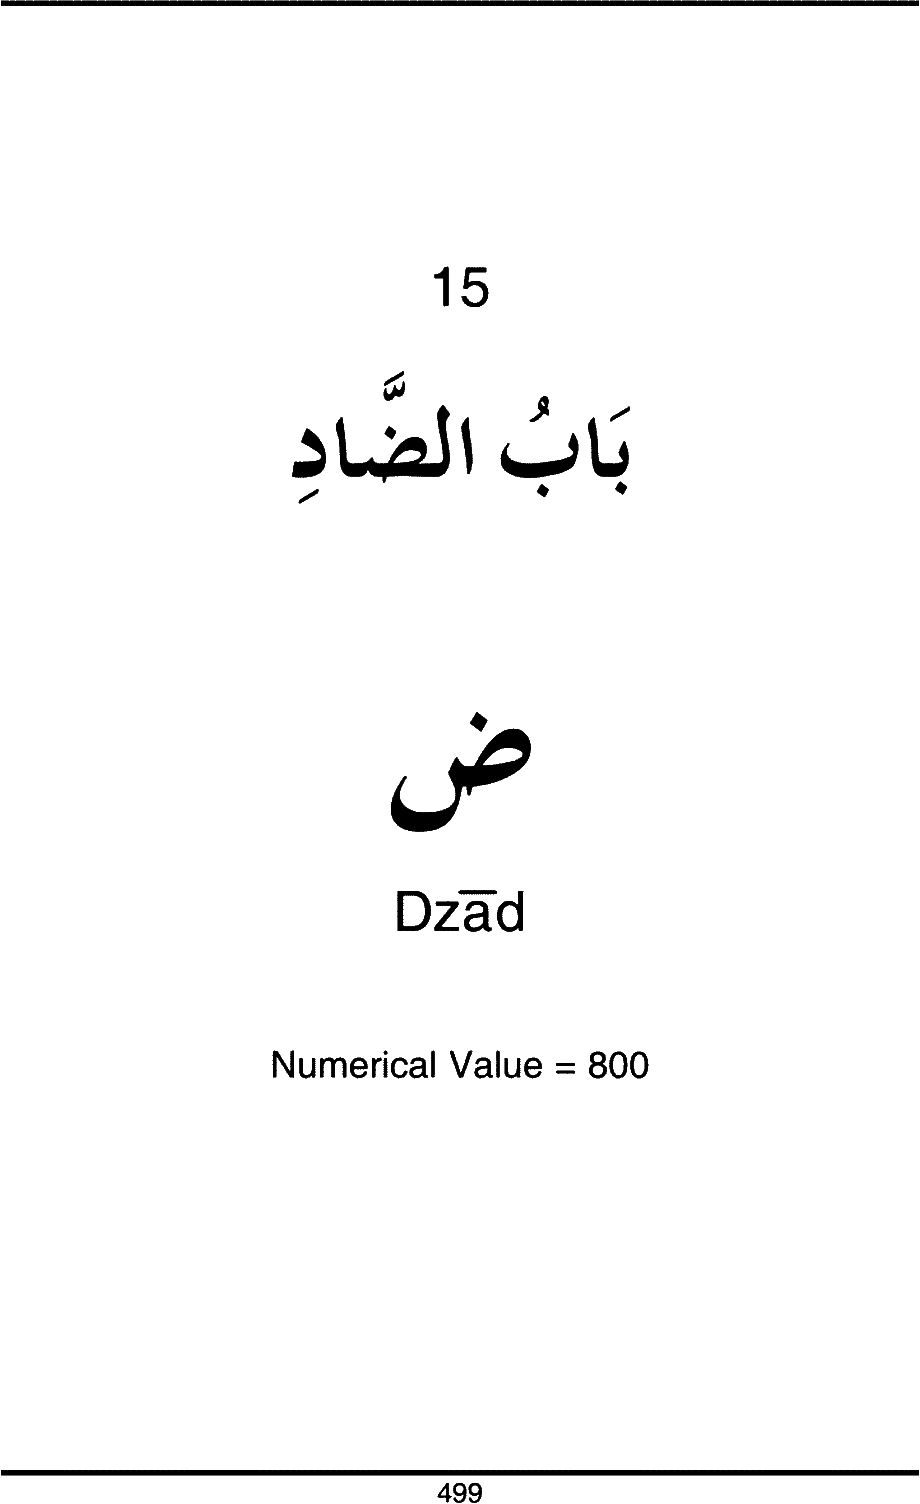 15
بَابُ الضَّادِ
ض
Dzād
Numerical Value = 800
499